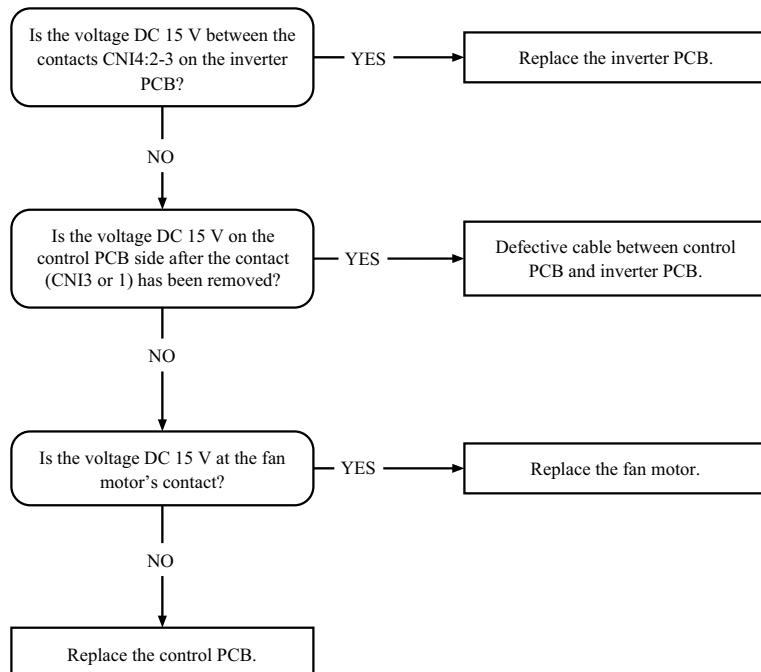 Is the voltage DC 15 V between the
contacts CNI4:2-3 on the inverter
PCB?
YES
Replace the inverter PCB.
NO
Is the voltage DC 15 V on the
control PCB side after the contact
(CNI3 or 1) has been removed?
YES
Defective cable between control
PCB and inverter PCB.
NO
Is the voltage DC 15 V at the fan
motor’s contact?
YES
Replace the fan motor.
NO
Replace the control PCB.